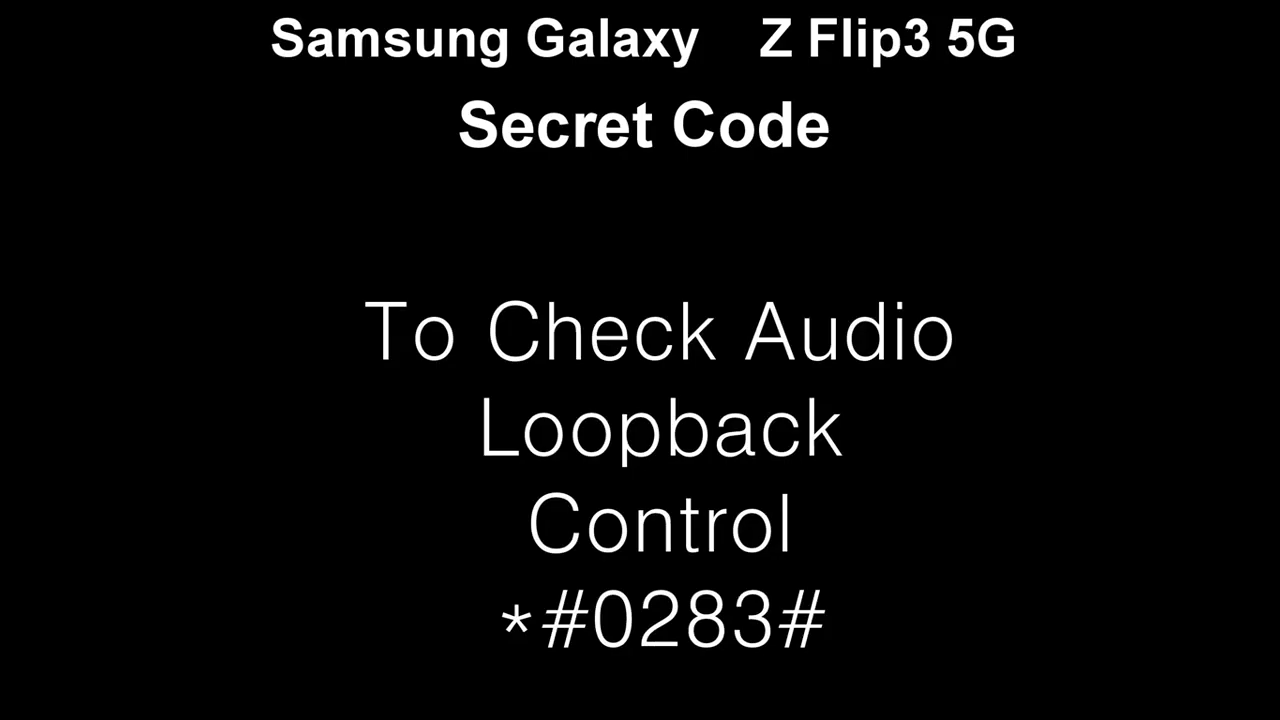 Samsung Galaxy Z Flip3 5G
Secret Code
To Check Audio
Loopback
Control
*#0283#